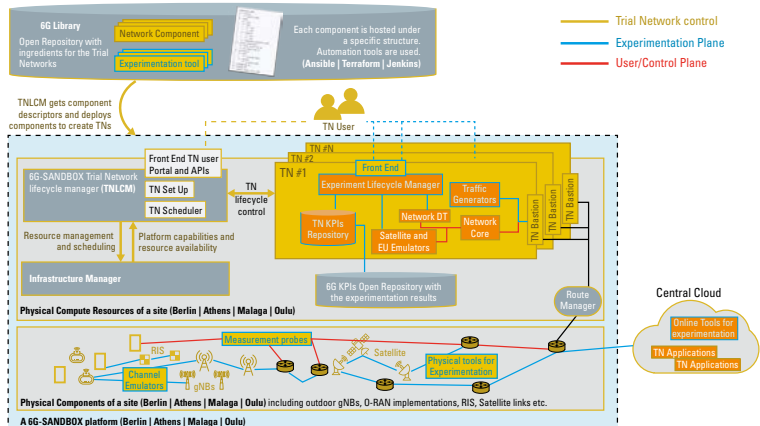 6G Library
Open Repository with
ingredients for the Trial
Networks
Network Component
Experimentation tool
Each component is hosted under
a specific structure.
Automation tools are used.
(Ansible | Terraform | Jenkins)
Trial Network control
Experimentation Plane
User/Control Plane
TNLCM gets component
descriptors and deploys
components to create TNs
TN User
Front End TN user
Portal and APIs
6G-SANDBOX Trial Network
lifecycle manager (TNLCM)
TN Set Up
TN Scheduler
TN
lifecycle
control
TN #N
TN #2
TN #1
Front End
Experiment Lifecycle Manager
Traffic
Generators
TN KPIs
Repository
Network DT
Satellite and
EU Emulators
Network
Core
TN Bastion
TN Bastion
TN Bastion
Resource management
and scheduling
Platform capabilities and
resource availability
Infrastructure Manager
6G KPIs Open Repository with
the experimentation results
Route
Manager
Physical Compute Resources of a site (Berlin | Athens | Malaga | Oulu)
Central Cloud
Online Tools for
experimentation
TN Applications
TN Applications
Measurement probes
RIS
Channel
Emulators
gNBs
Satellite
Physical tools for
Experimentation
Physical Components of a site (Berlin | Athens | Malaga | Oulu) including outdoor gNBs, O-RAN implementations, RIS, Satellite links etc.
A 6G-SANDBOX platform (Berlin | Athens | Malaga | Oulu)